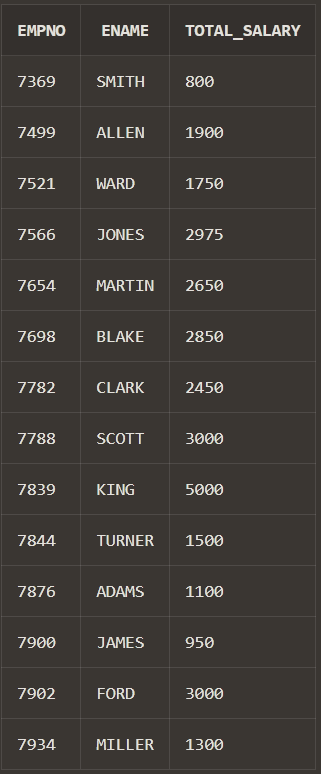 EMPNO ENAME TOTAL_SALARY
7369 SMITH 800
7499 ALLEN 1900
7521 WARD 1750
7566 JONES 2975
7654 MARTIN 2650
7698 BLAKE 2850
7782 CLARK 2450
7788 SCOTT 3000
7839 KING 5000
7844 TURNER 1500
7876 ADAMS 1100
7900 JAMES 950
7902 FORD 3000
7934 MILLER 1300